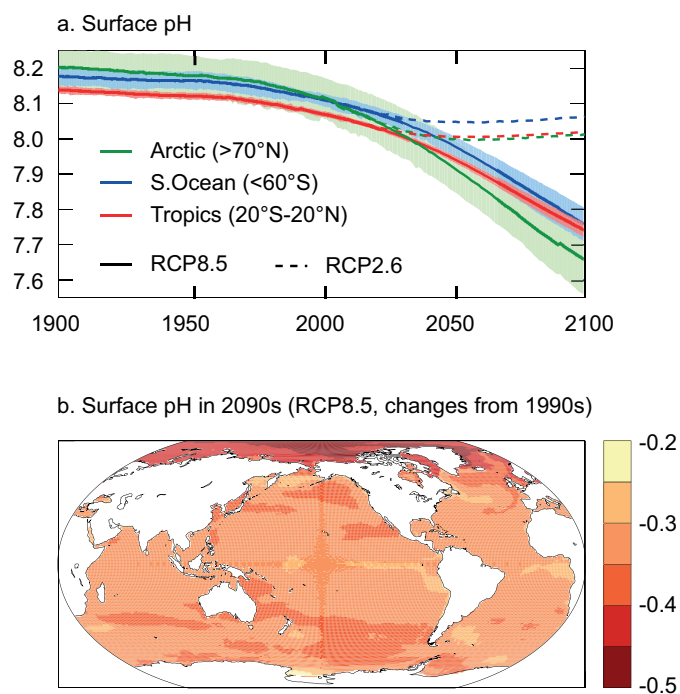 a. Surface pH
8.2
8.1
8.0
7.9
7.8
7.7
7.6
Arctic (>70°N)
S.Ocean (<60°S)
Tropics (20°S-20°N)
RCP8.5 RCP2.6
1900 1950 2000 2050 2100
b. Surface pH in 2090s (RCP8.5, changes from 1990s)
-0.2
-0.3
-0.4
-0.5